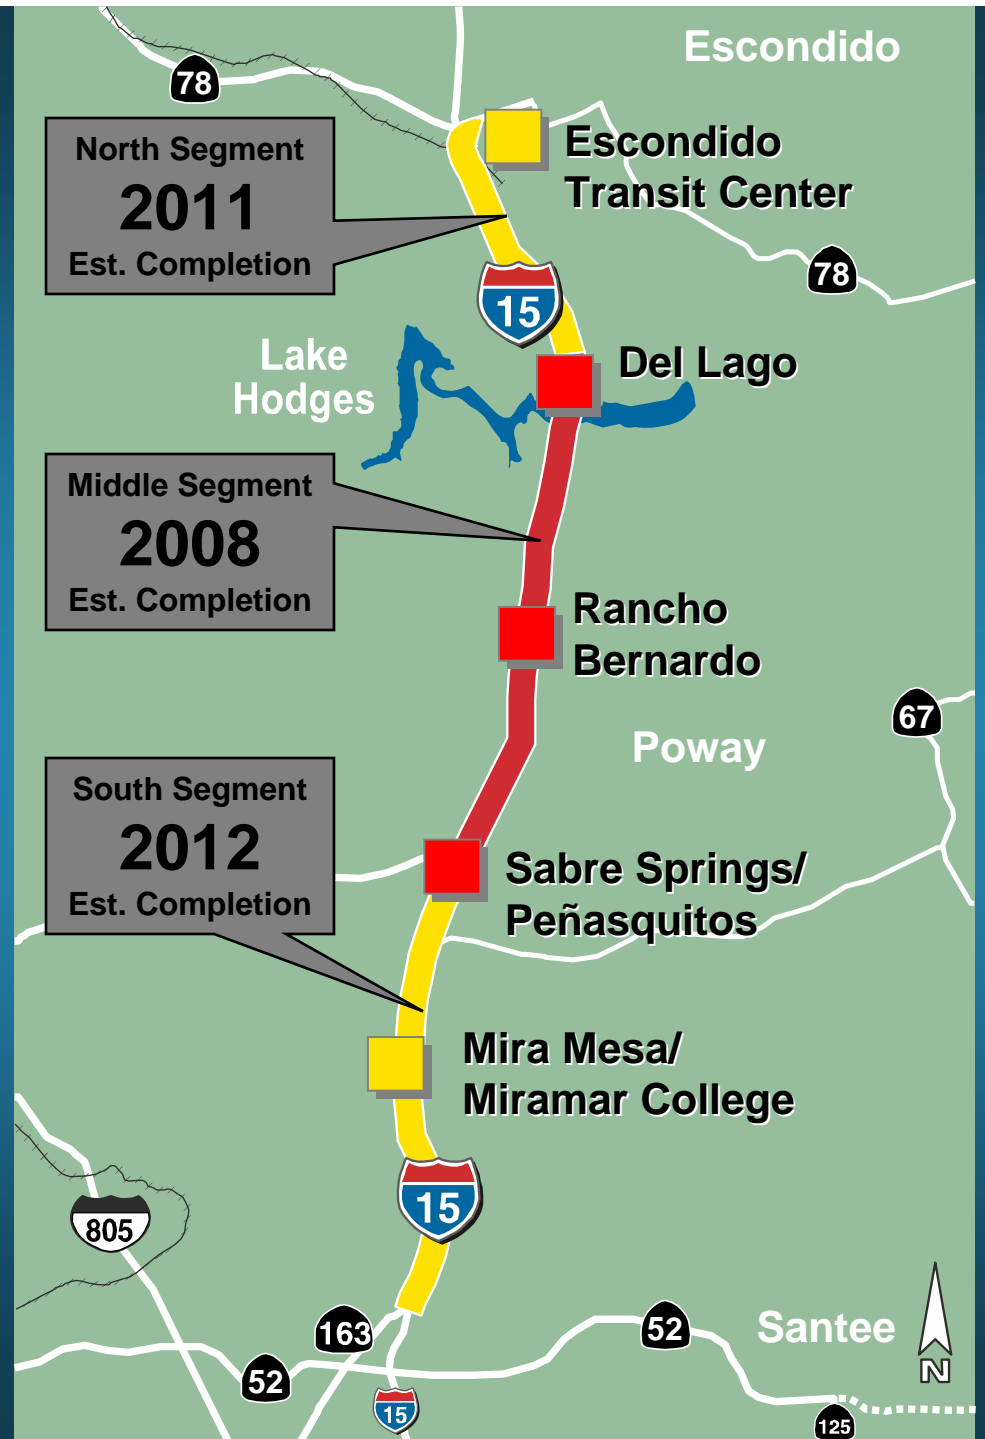 Escondido
78
North Segment
2011
Est. Completion
Escondido
Transit Center
78
15
Lake
Hodges
Del Lago
Middle Segment
2008
Est. Completion
Rancho
Bernardo
67
Poway
South Segment
2012
Est. Completion
Sabre Springs/
Peñasquitos
Mira Mesa/
Miramar College
15
805
163
52
Santee
N
52
15
125